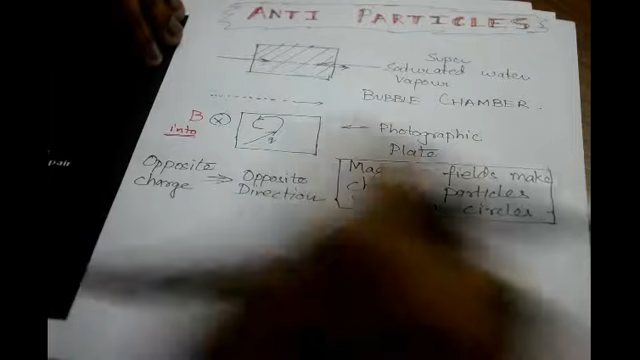 ANTI PARTICLES
Super
Saturated water
Vapour
BUBBLE CHAMBER.
B
into
Photographic
Plate
Opposite
charge
Opposite
Direction
fields make
particles
circles
pair